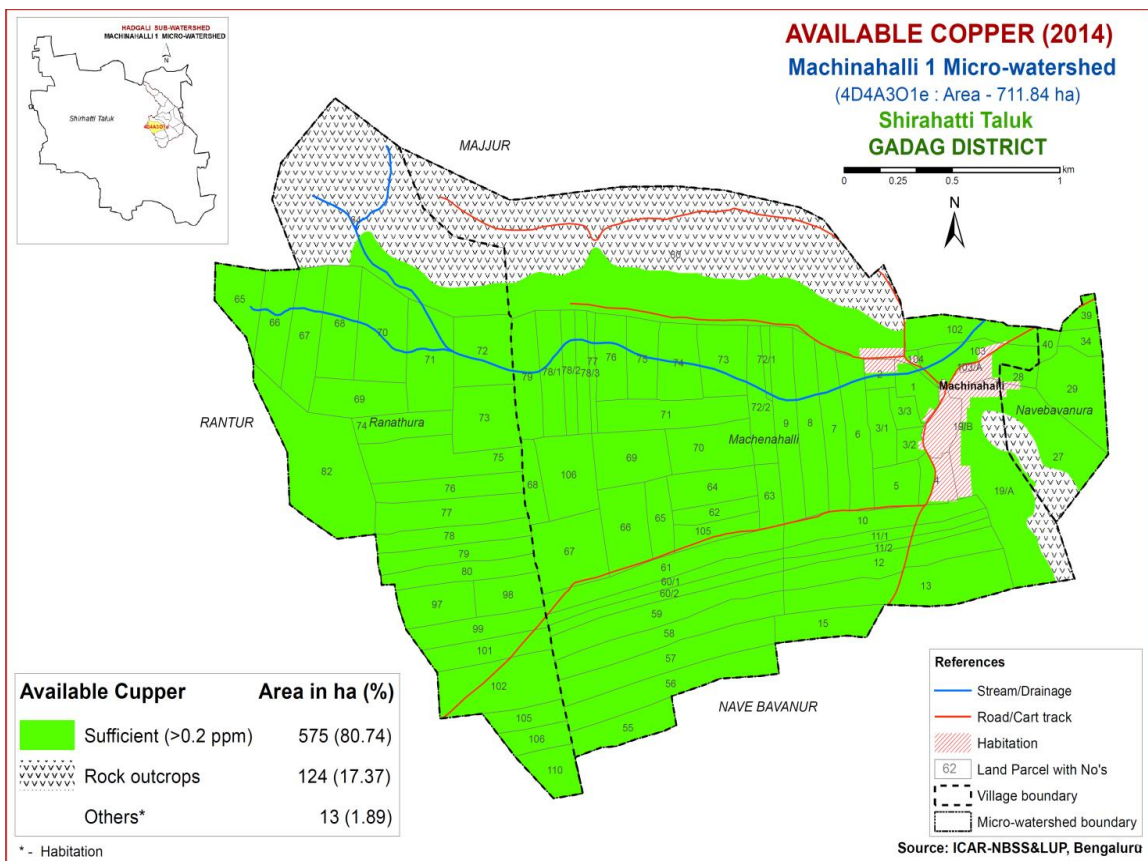 HADGALI SUB-WATERSHED
MACHINAHALLI 1 MICRO-WATERSHED
N
Shirhatti Taluk
4D4A3O1e
AVAILABLE COPPER (2014)
Machinahalli 1 Micro-watershed
(4D4A3O1e : Area - 711.84 ha)
Shirahatti Taluk
GADAG DISTRICT
0 0.25 0.5 1 km
N
MAJJUR
80
65
66
67
68
70
71
72
79
78/1
78/2
77
78/3
76
75
74
73
72/1
2
104
102
103
103/A
40
39
34
28
29
1
Machinahalli
Navebavanura
69
74
Ranathura
73
71
72/2
9
8
7
6
3/1
3/3
3/2
19/B
RANTUR
82
75
68
106
69
70
Machenahalli
27
76
64
63
5
4
19/A
77
66
65
62
105
10
78
67
11/1
79
61
11/2
80
60/1
12
97
98
60/2
13
99
59
101
58
15
57
102
56
105
55
106
110
NAVE BAVANUR
Available Cupper Area in ha (%)
Sufficient (>0.2 ppm) 575 (80.74)
Rock outcrops 124 (17.37)
Others* 13 (1.89)
* - Habitation
References
Stream/Drainage
Road/Cart track
Habitation
62 Land Parcel with No's
Village boundary
Micro-watershed boundary
Source: ICAR-NBSS&LUP, Bengaluru